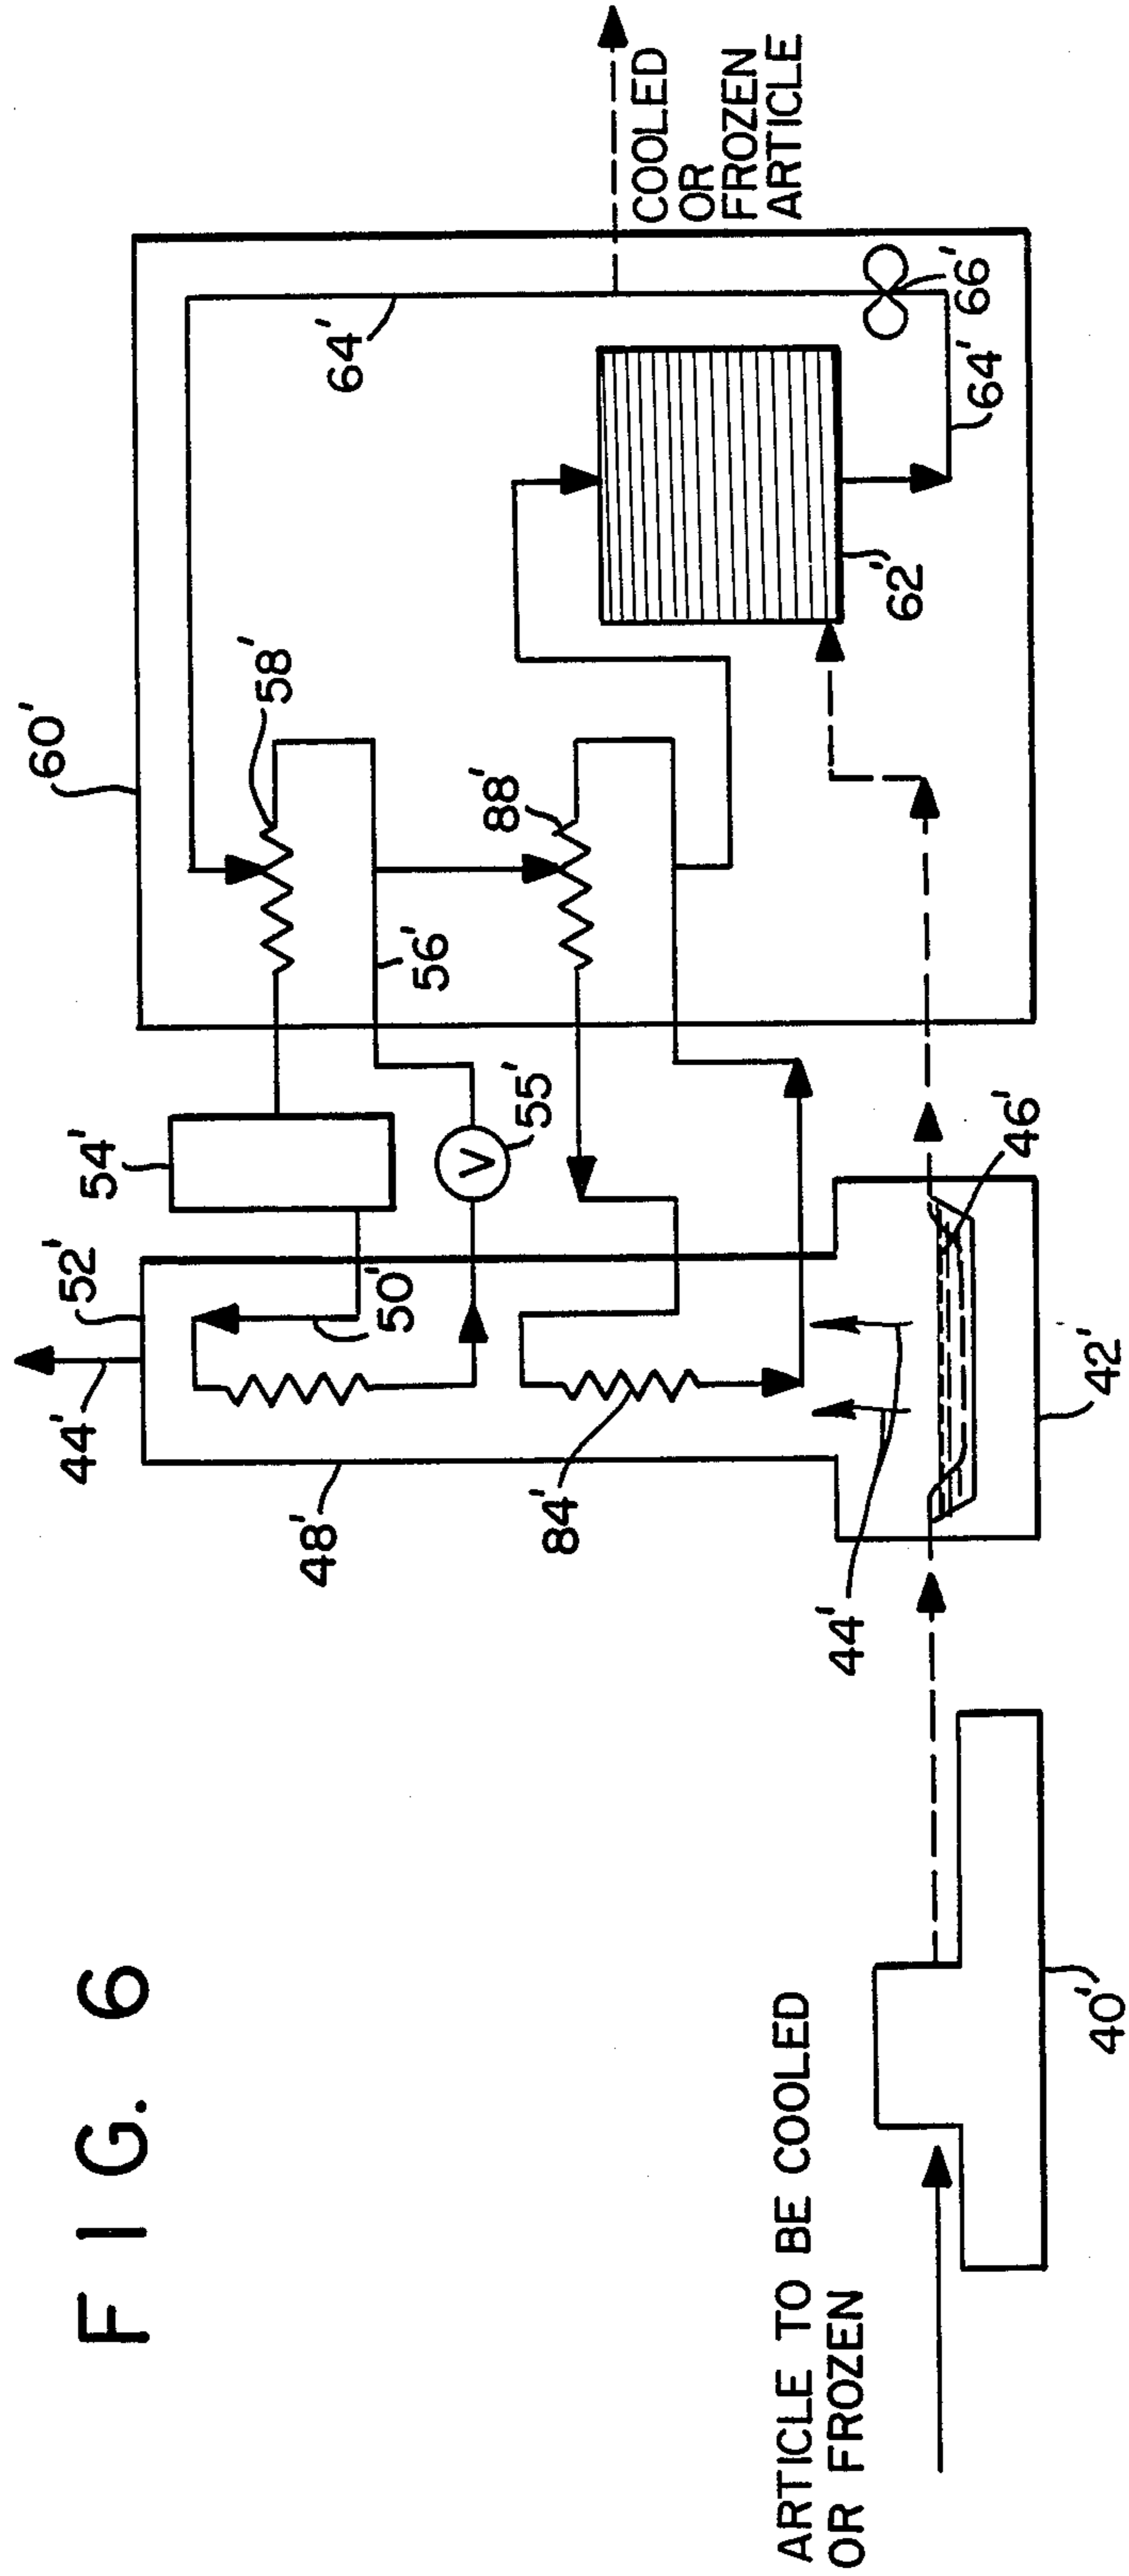 FIG. 6
ARTICLE TO BE COOLED
OR FROZEN
40'
44'
52'
54'
60'
48'
50'
55'
56'
58'
64'
84'
88'
44'
46'
42'
62'
64'
66'
COOLED
OR
FROZEN
ARTICLE
V